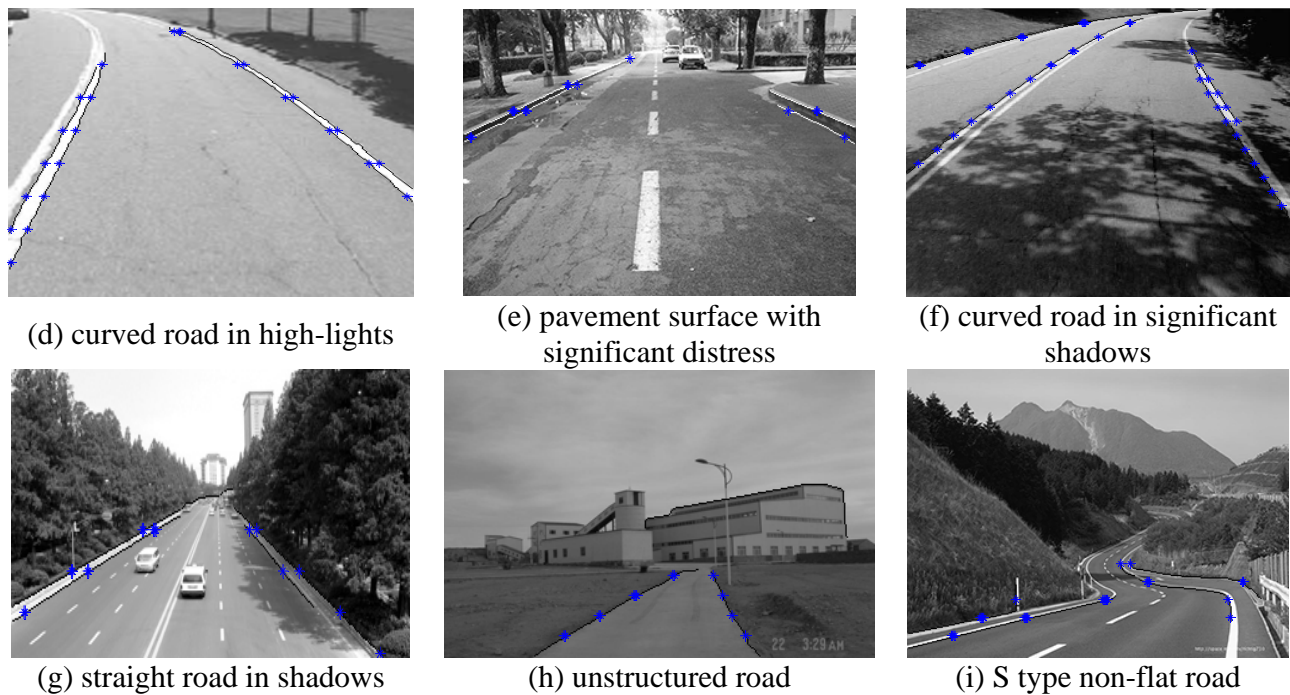 (d) curved road in high-lights
(e) pavement surface with
significant distress
(f) curved road in significant
shadows
22 3:29AM
(g) straight road in shadows
(h) unstructured road
(i) S type non-flat road